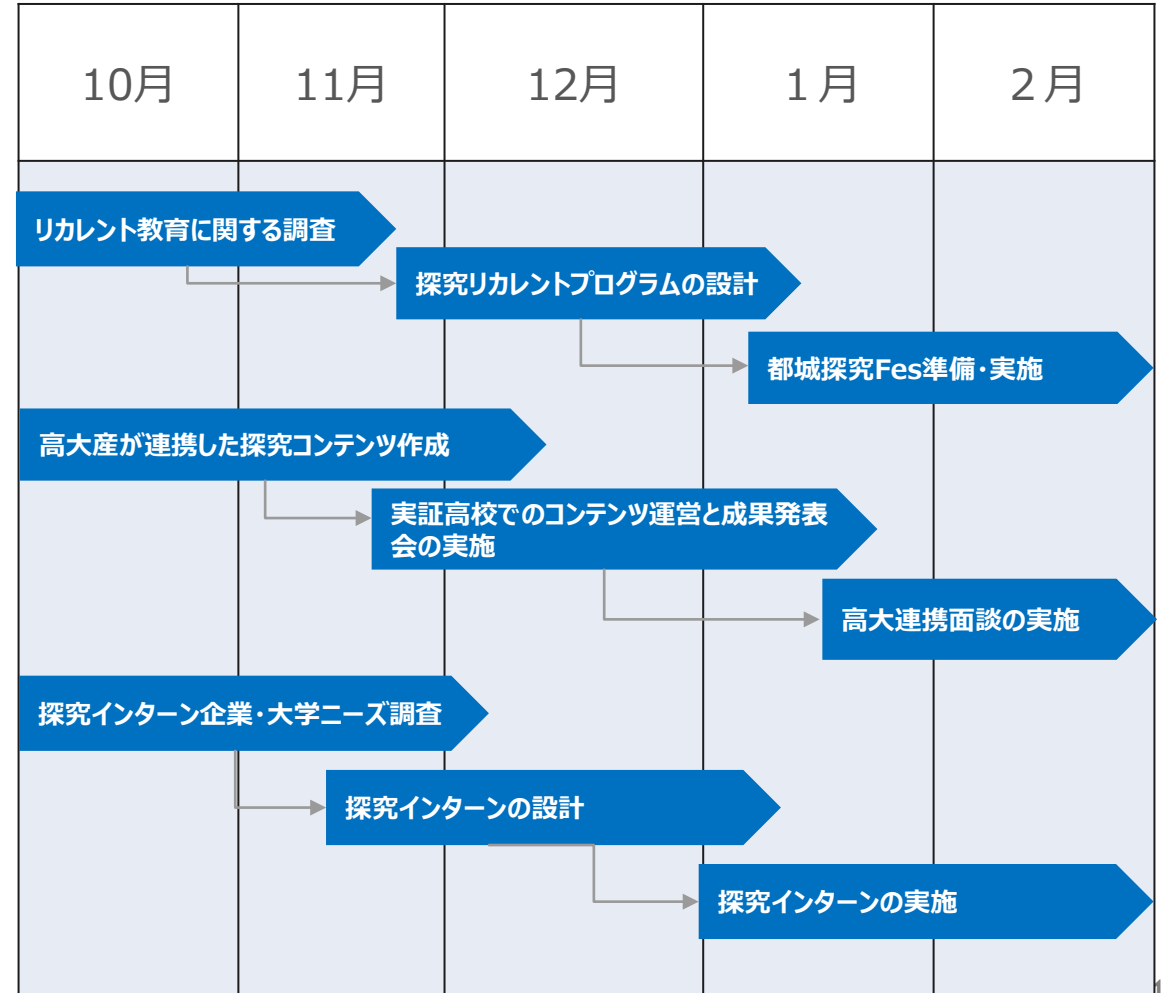 10月
11月
12月
１月
２月
リカレント教育に関する調査
探究リカレントプログラムの設計
都城探究Fes準備・実施
高大産が連携した探究コンテンツ作成
実証高校でのコンテンツ運営と成果発表
会の実施
高大連携面談の実施
探究インターン企業・大学ニーズ調査
探究インターンの設計
探究インターンの実施